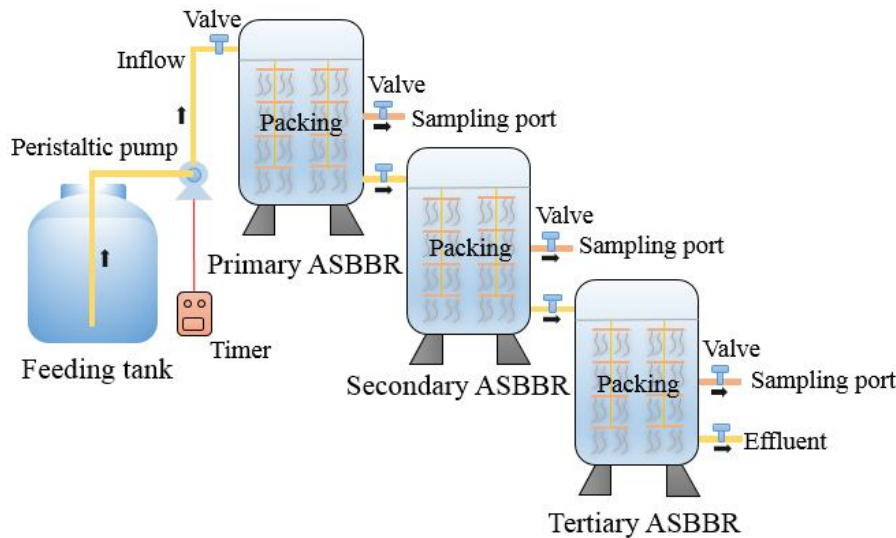 Valve
Inflow
Valve
Packing
Sampling port
Peristaltic pump
Valve
Packing
Sampling port
Primary ASBBR
Timer
Feeding tank
Valve
Secondary ASBBR
Packing
Sampling port
Effluent
Tertiary ASBBR